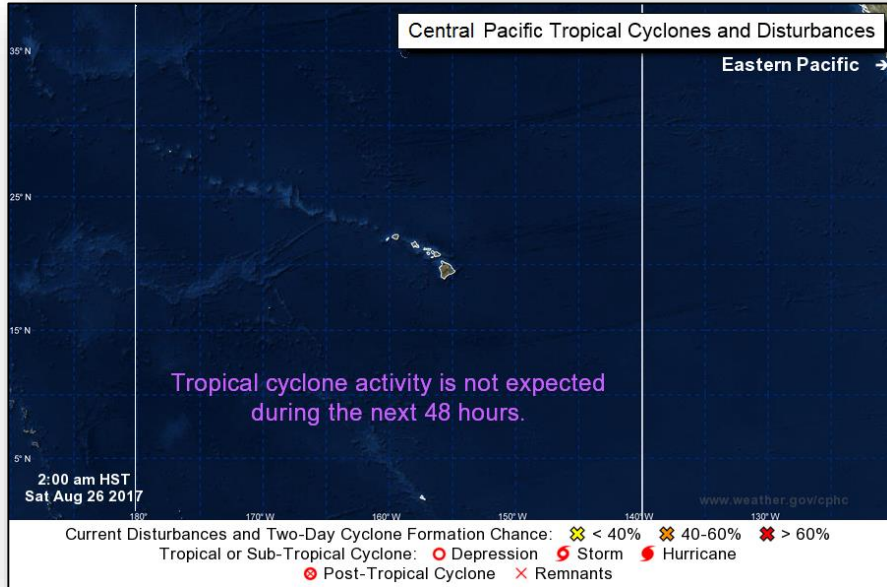 Central Pacific Tropical Cyclones and Disturbances
35° N
Eastern Pacific →
25° N
15° N
Tropical cyclone activity is not expected
during the next 48 hours.
5° N
2:00 am HST
Sat Aug 26 2017
www.weather.gov/cphc
180° 170°W 160°W 150°W 140°W 130°W
Current Disturbances and Two-Day Cyclone Formation Chance: < 40% 40-60% > 60%
Tropical or Sub-Tropical Cyclone: Depression Storm Hurricane
Post-Tropical Cyclone Remnants